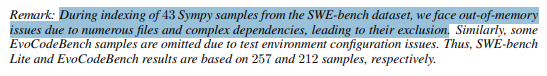 Remark: During indexing of 43 Sympy samples from the SWE-bench dataset, we face out-of-memory
issues due to numerous files and complex dependencies, leading to their exclusion. Similarly, some
EvoCodeBench samples are omitted due to test environment configuration issues. Thus, SWE-bench
Lite and EvoCodeBench results are based on 257 and 212 samples, respectively.